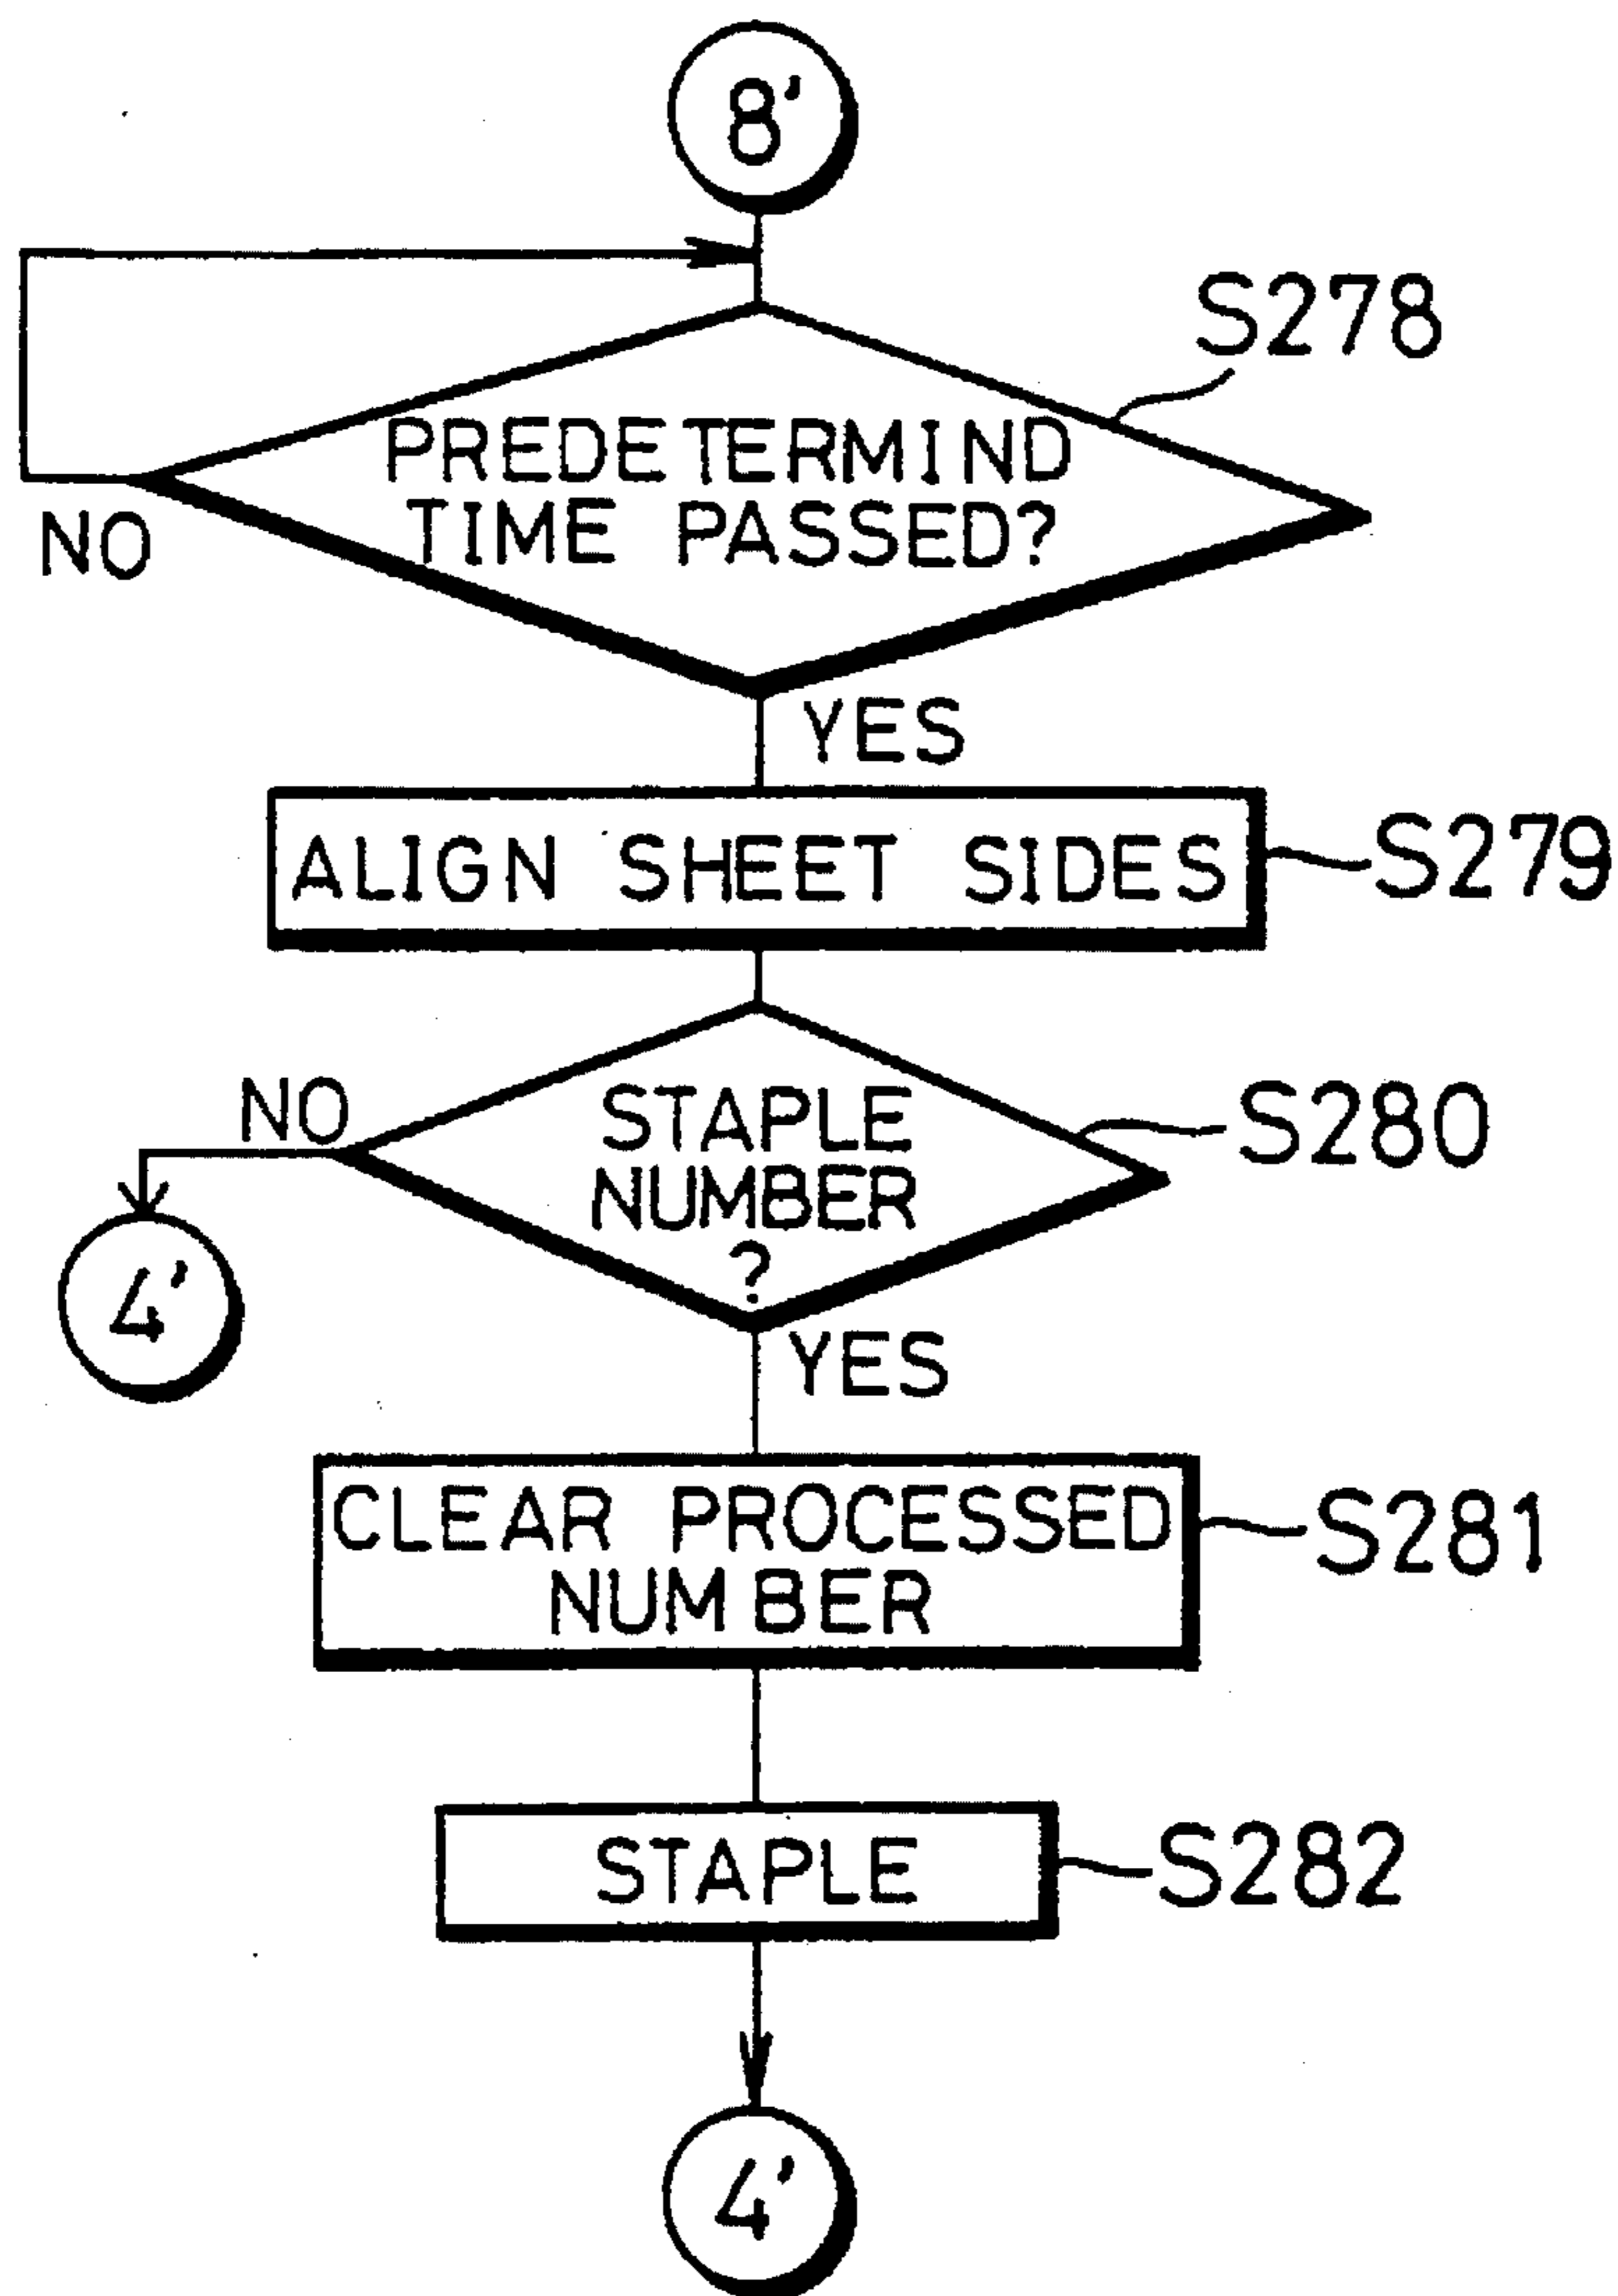 8'
S278
PREDETERMIND
TIME PASSED?
NO
YES
ALIGN SHEET SIDES
S279
NO
STAPLE
NUMBER
?
S280
4'
YES
CLEAR PROCESSED
NUMBER
S281
STAPLE
S282
4'